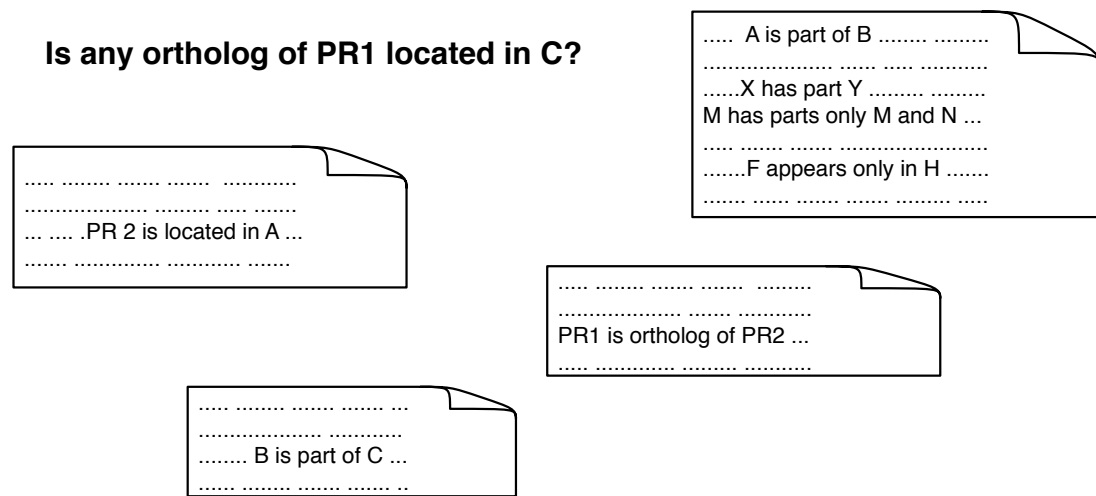 Is any ortholog of PR1 located in C?
..... A is part of B ........ .........
................... ...... ..... ...........
......X has part Y ......... .........
M has parts only M and N ...
..... ....... ....... ......................
.......F appears only in H .......
....... ...... ....... ....... ......... .....
..... ........ ....... .......  ............
................... ......... ..... .......
... .... .PR 2 is located in A ...
....... ............. ............ .......
..... ........ ....... .......  .........
................... ....... ............
PR1 is ortholog of PR2 ...
..... ............. ......... ...........
..... ........ ....... ....... ...
................... ............
........ B is part of C ...
...... ........ ....... ....... ..